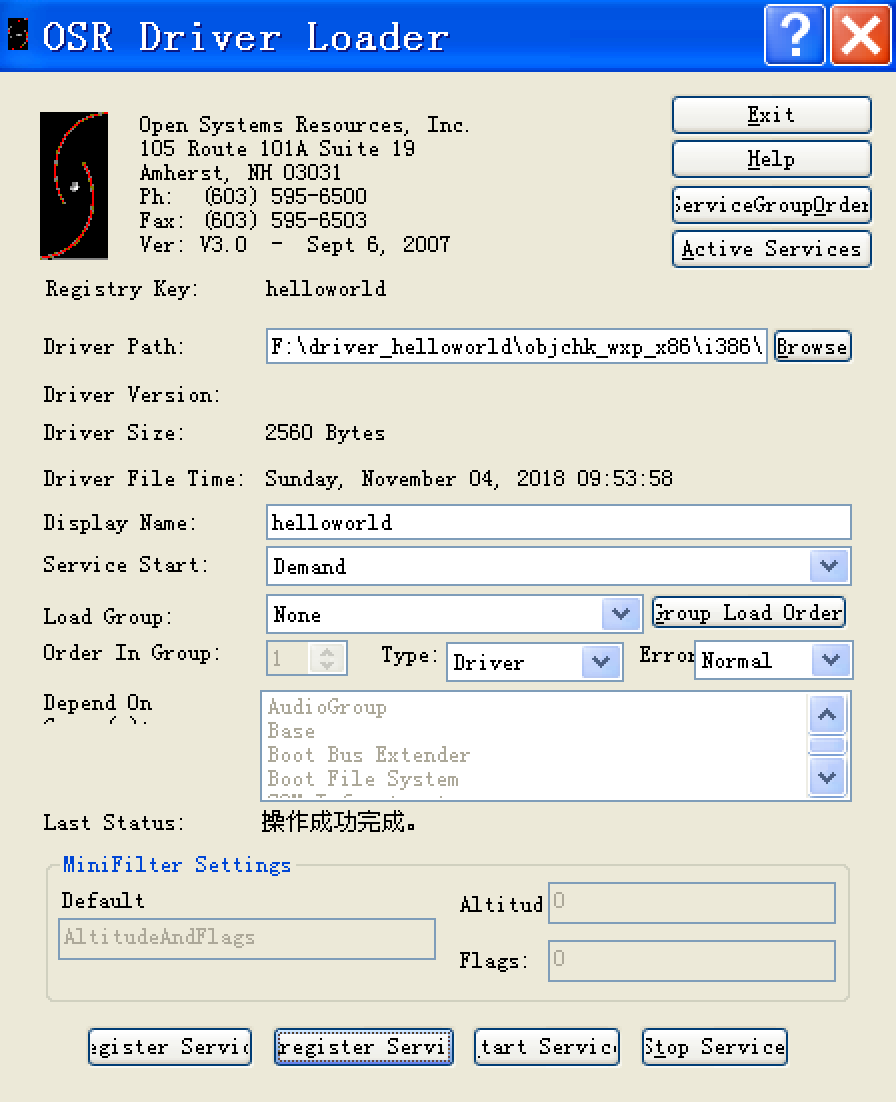 OSR Driver Loader
Open Systems Resources, Inc.
105 Route 101A Suite 19
Amherst, NH 03031
Ph: (603) 595-6500
Fax: (603) 595-6503
Ver: V3.0 - Sept 6, 2007
Exit
Help
ServiceGroupOrder
Active Services
Registry Key: helloworld
Driver Path: F:\driver_helloworld\objchk_wxp_x86\i386\ Browse
Driver Version:
Driver Size: 2560 Bytes
Driver File Time: Sunday, November 04, 2018 09:53:58
Display Name: helloworld
Service Start: Demand
Load Group: None Group Load Order
Order In Group: 1 Type: Driver Error Normal
Depend On
AudioGroup
Base
Boot Bus Extender
Boot File System
Last Status: 操作成功完成。
MiniFilter Settings
Default
AltitudeAndFlags
Altitud 0
Flags: 0
egister Servic register Servi tart Servic Stop Service